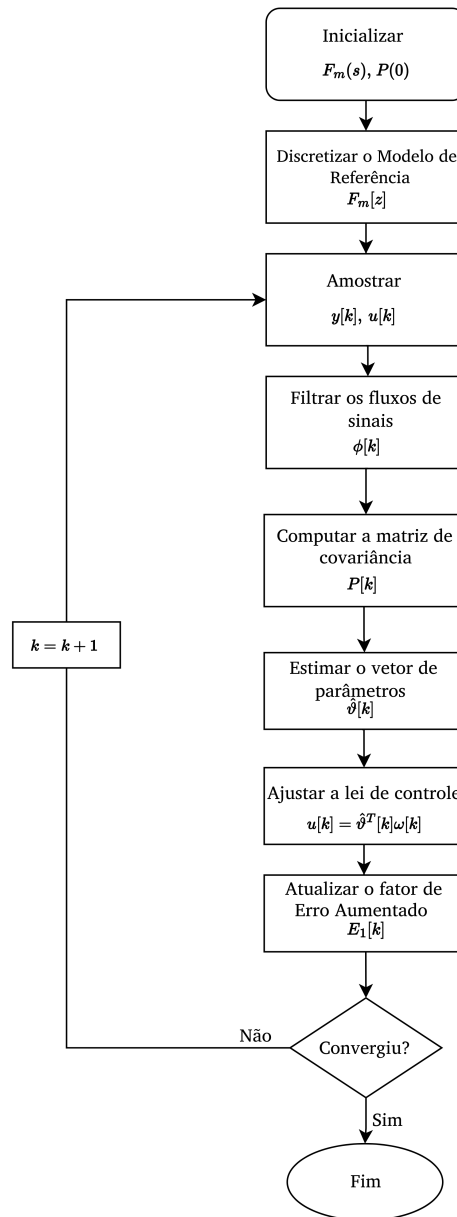 Inicializar
F_m(s), P(0)
Discretizar o Modelo de
Referência
F_m[z]
Amostrar
y[k], u[k]
Filtrar os fluxos de
sinais
ϕ[k]
Computar a matriz de
covariância
P[k]
k = k + 1
Estimar o vetor de
parâmetros
ϑ̂[k]
Ajustar a lei de controle
u[k] = ϑ̂ᵀ[k]ω[k]
Atualizar o fator de
Erro Aumentado
E₁[k]
Não
Convergiu?
Sim
Fim